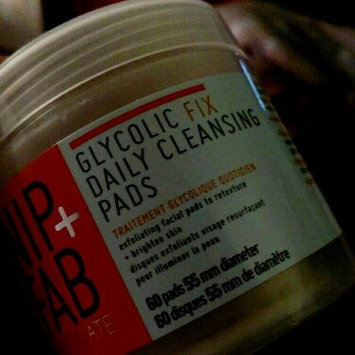 NIP+
FAB
ATE
GLYCOLIC FIX
DAILY CLEANSING
PADS
TRAITEMENT GLYCOLIQUE QUOTIDIEN
exfoliating facial pads to retexture
+ brighten skin
disques exfoliants visage resurfaçant
pour illuminer la peau
60 pads 55 mm diameter
60 disques 55 mm de diamètre